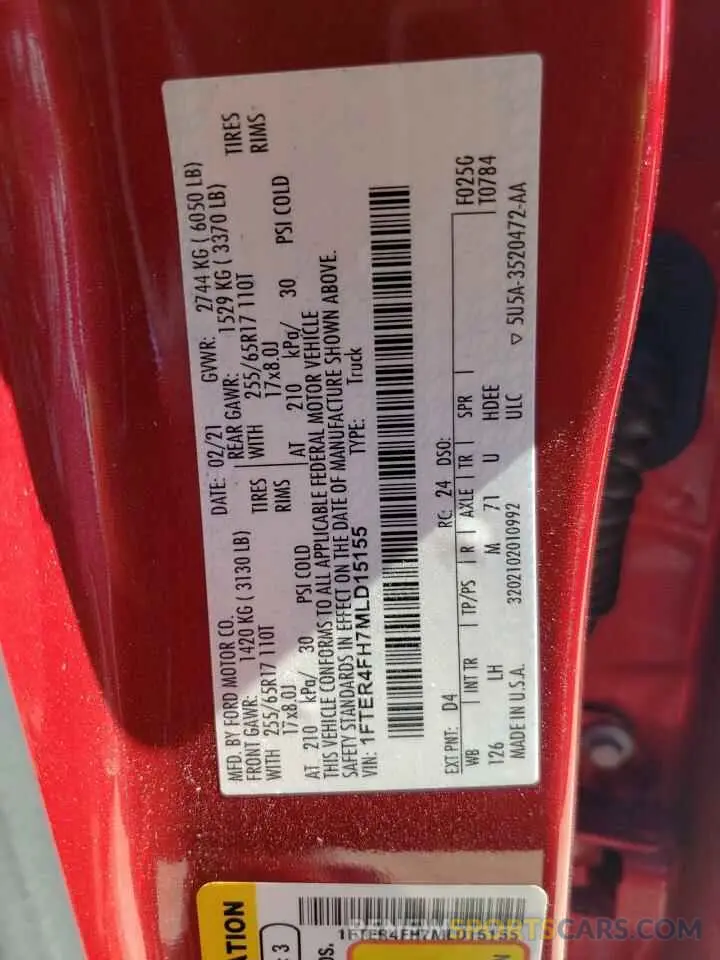 MFD. BY FORD MOTOR CO. DATE: 02/21 GVWR: 2744 KG ( 6050 LB)
FRONT GAWR: 1420 KG ( 3130 LB) REAR GAWR: 1529 KG ( 3370 LB)
WITH 255/65R17 110T TIRES WITH 255/65R17 110T TIRES
17x8.0J RIMS 17x8.0J RIMS
AT 210 kPa/ 30 PSI COLD AT 210 kPa/ 30 PSI COLD
THIS VEHICLE CONFORMS TO ALL APPLICABLE FEDERAL MOTOR VEHICLE
SAFETY STANDARDS IN EFFECT ON THE DATE OF MANUFACTURE SHOWN ABOVE.
VIN: 1FTER4FH7MLD15155 TYPE: Truck
EXT PNT: D4 RC: 24 DSO: F025G
T0784
WB INT TR TP/PS R AXLE TR SPR
126 LH M 71 U HDEE
ULC
MADE IN U.S.A. 3202102010992 ▽ 5U5A-3520472-AA
1FTER4FH7MLD15155
: 3
RENEWSPORTSCARS.COM